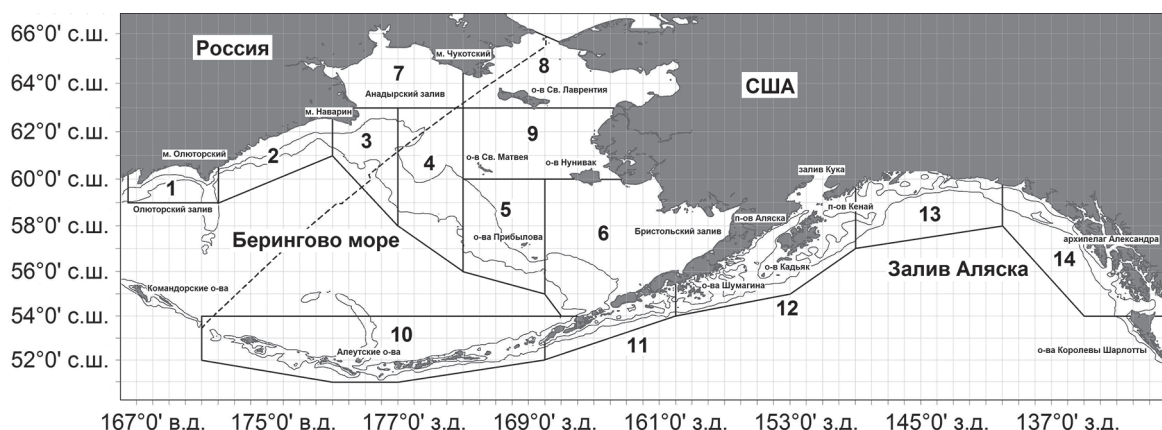 66°0' с.ш.
64°0' с.ш.
62°0' с.ш.
60°0' с.ш.
58°0' с.ш.
56°0' с.ш.
54°0' с.ш.
52°0' с.ш.
Россия
м. Чукотский
7
8
Анадырский залив
о-в Св. Лаврентия
США
м. Наварин
2
3
4
9
м. Олюторский
о-в Св. Матвея
о-в Нунивак
залив Кука
1
Олюторский залив
5
6
п-ов Аляска
п-ов Кенай
13
Берингово море
о-ва Прибылова
Бристольский залив
архипелаг Александра
14
о-в Кадьяк
Залив Аляска
Командорские о-ва
о-ва Шумагина
12
10
11
Алеутские о-ва
о-ва Королевы Шарлотты
167°0' в.д.
175°0' в.д.
177°0' з.д.
169°0' з.д.
161°0' з.д.
153°0' з.д.
145°0' з.д.
137°0' з.д.